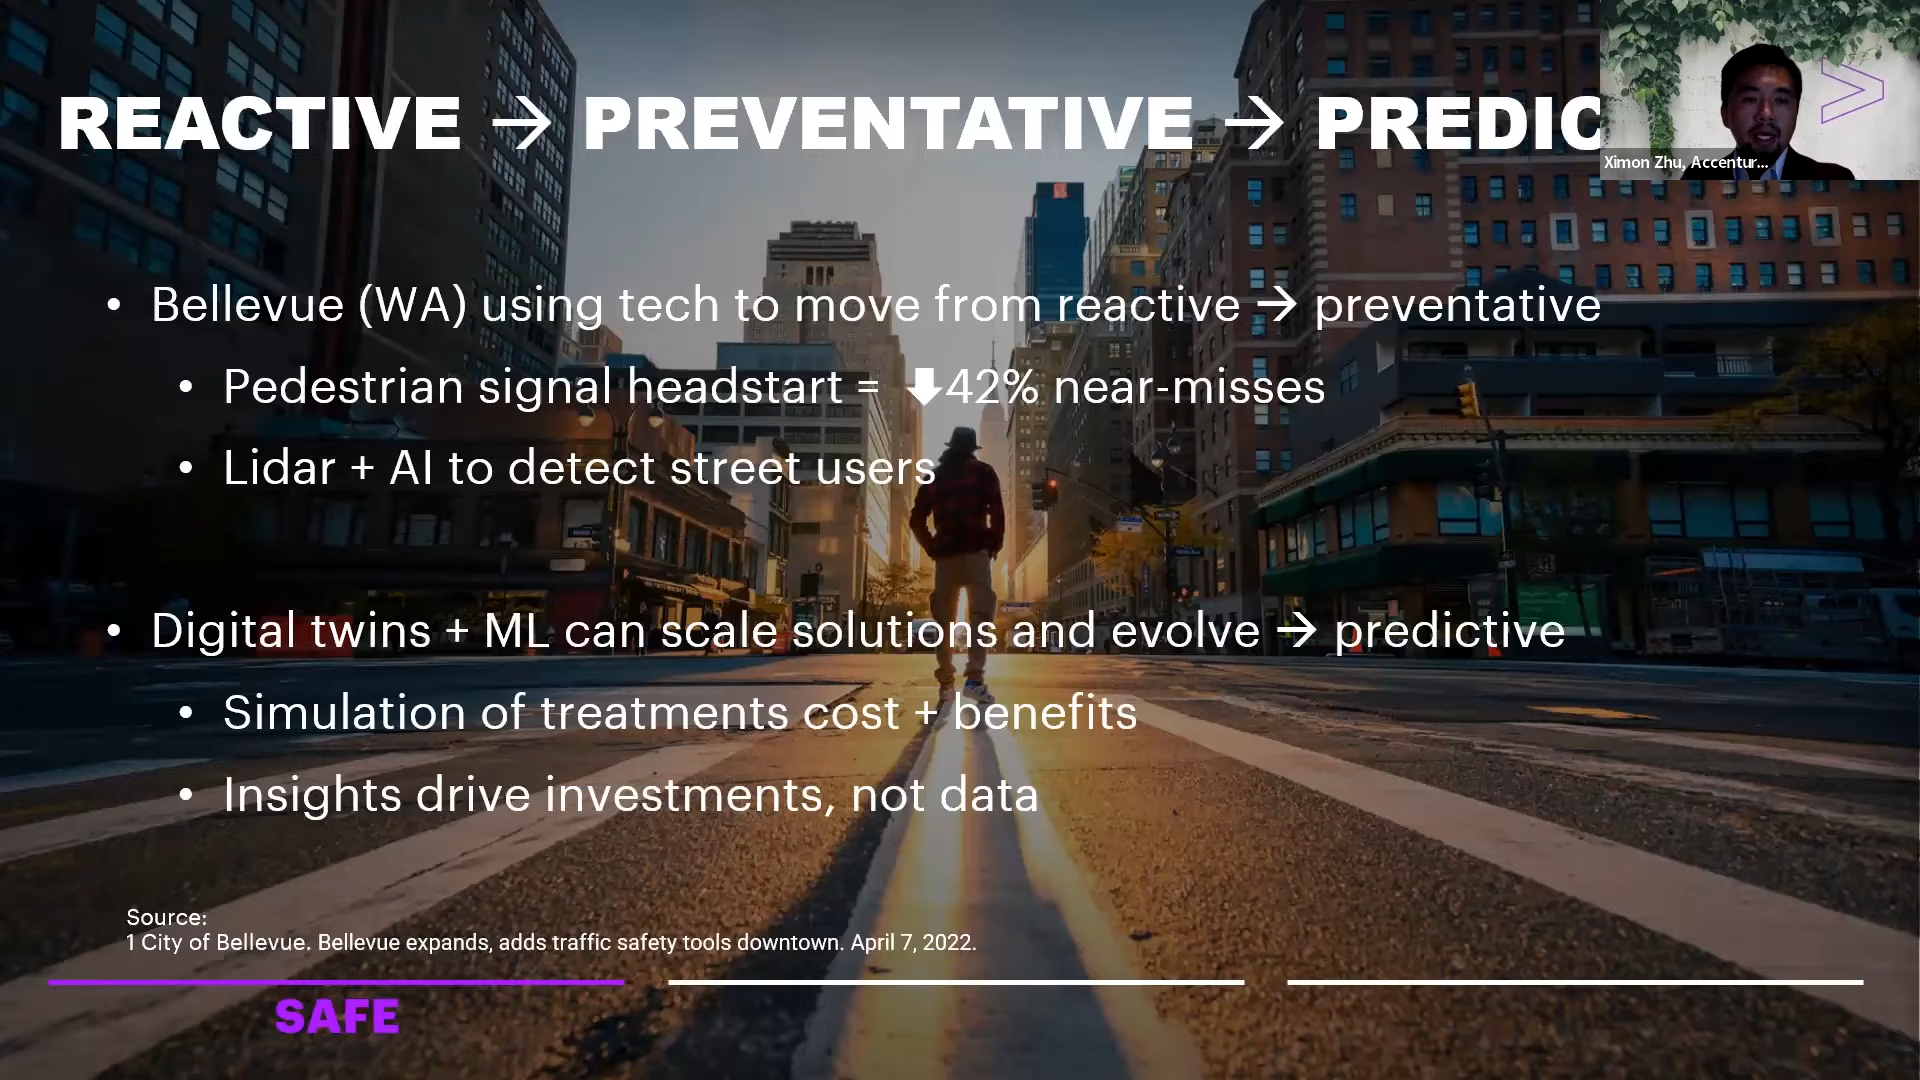 REACTIVE → PREVENTATIVE → PREDIC
Ximon Zhu, Accentur...
• Bellevue (WA) using tech to move from reactive → preventative
• Pedestrian signal headstart = ⬇42% near-misses
• Lidar + AI to detect street users
• Digital twins + ML can scale solutions and evolve → predictive
• Simulation of treatments cost + benefits
• Insights drive investments, not data
Source:
1 City of Bellevue. Bellevue expands, adds traffic safety tools downtown. April 7, 2022.
SAFE